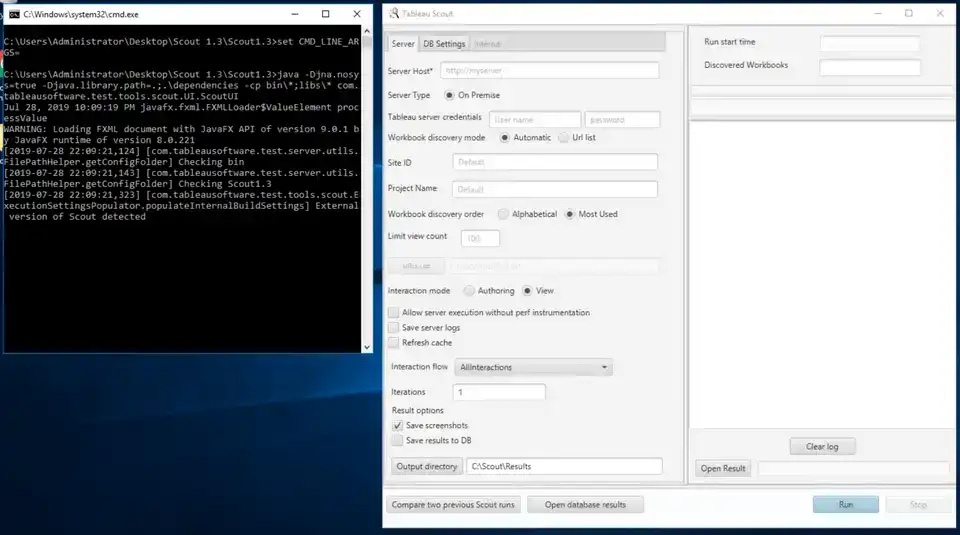 C:\Windows\system32\cmd.exe
C:\Users\Administrator\Desktop\Scout 1.3\Scout1.3>set CMD_LINE_AR
GS=
C:\Users\Administrator\Desktop\Scout 1.3\Scout1.3>java -Djna.nosy
s=true -Djava.library.path=.;.\dependencies -cp bin\*;libs\* com.
tableausoftware.test.tools.scout.UI.ScoutUI
Jul 28, 2019 10:09:19 PM javafx.fxml.FXMLLoader$ValueElement proc
essValue
WARNING: Loading FXML document with JavaFX API of version 9.0.1 b
y JavaFX runtime of version 8.0.221
[2019-07-28 22:09:21,124] [com.tableausoftware.test.server.utils.
FilePathHelper.getConfigFolder] Checking bin
[2019-07-28 22:09:21,143] [com.tableausoftware.test.server.utils.
FilePathHelper.getConfigFolder] Checking Scout1.3
[2019-07-28 22:09:21,323] [com.tableausoftware.test.tools.scout.E
xecutionSettingsPopulator.populateInternalBuildSettings] External
version of Scout detected
Tableau Scout
Server DB Settings Internal
Server Host* http://myserver
Server Type On Premise
Tableau server credentials User name password
Workbook discovery mode Automatic Url list
Site ID Default
Project Name Default
Workbook discovery order Alphabetical Most Used
Limit view count 100
Interaction mode Authoring View
Allow server execution without perf instrumentation
Save server logs
Refresh cache
Interaction flow AllInteractions
Iterations 1
Result options
Save screenshots
Save results to DB
Output directory C:\Scout\Results
Compare two previous Scout runs Open database results
Run start time
Discovered Workbooks
Clear log
Open Result
Run Stop